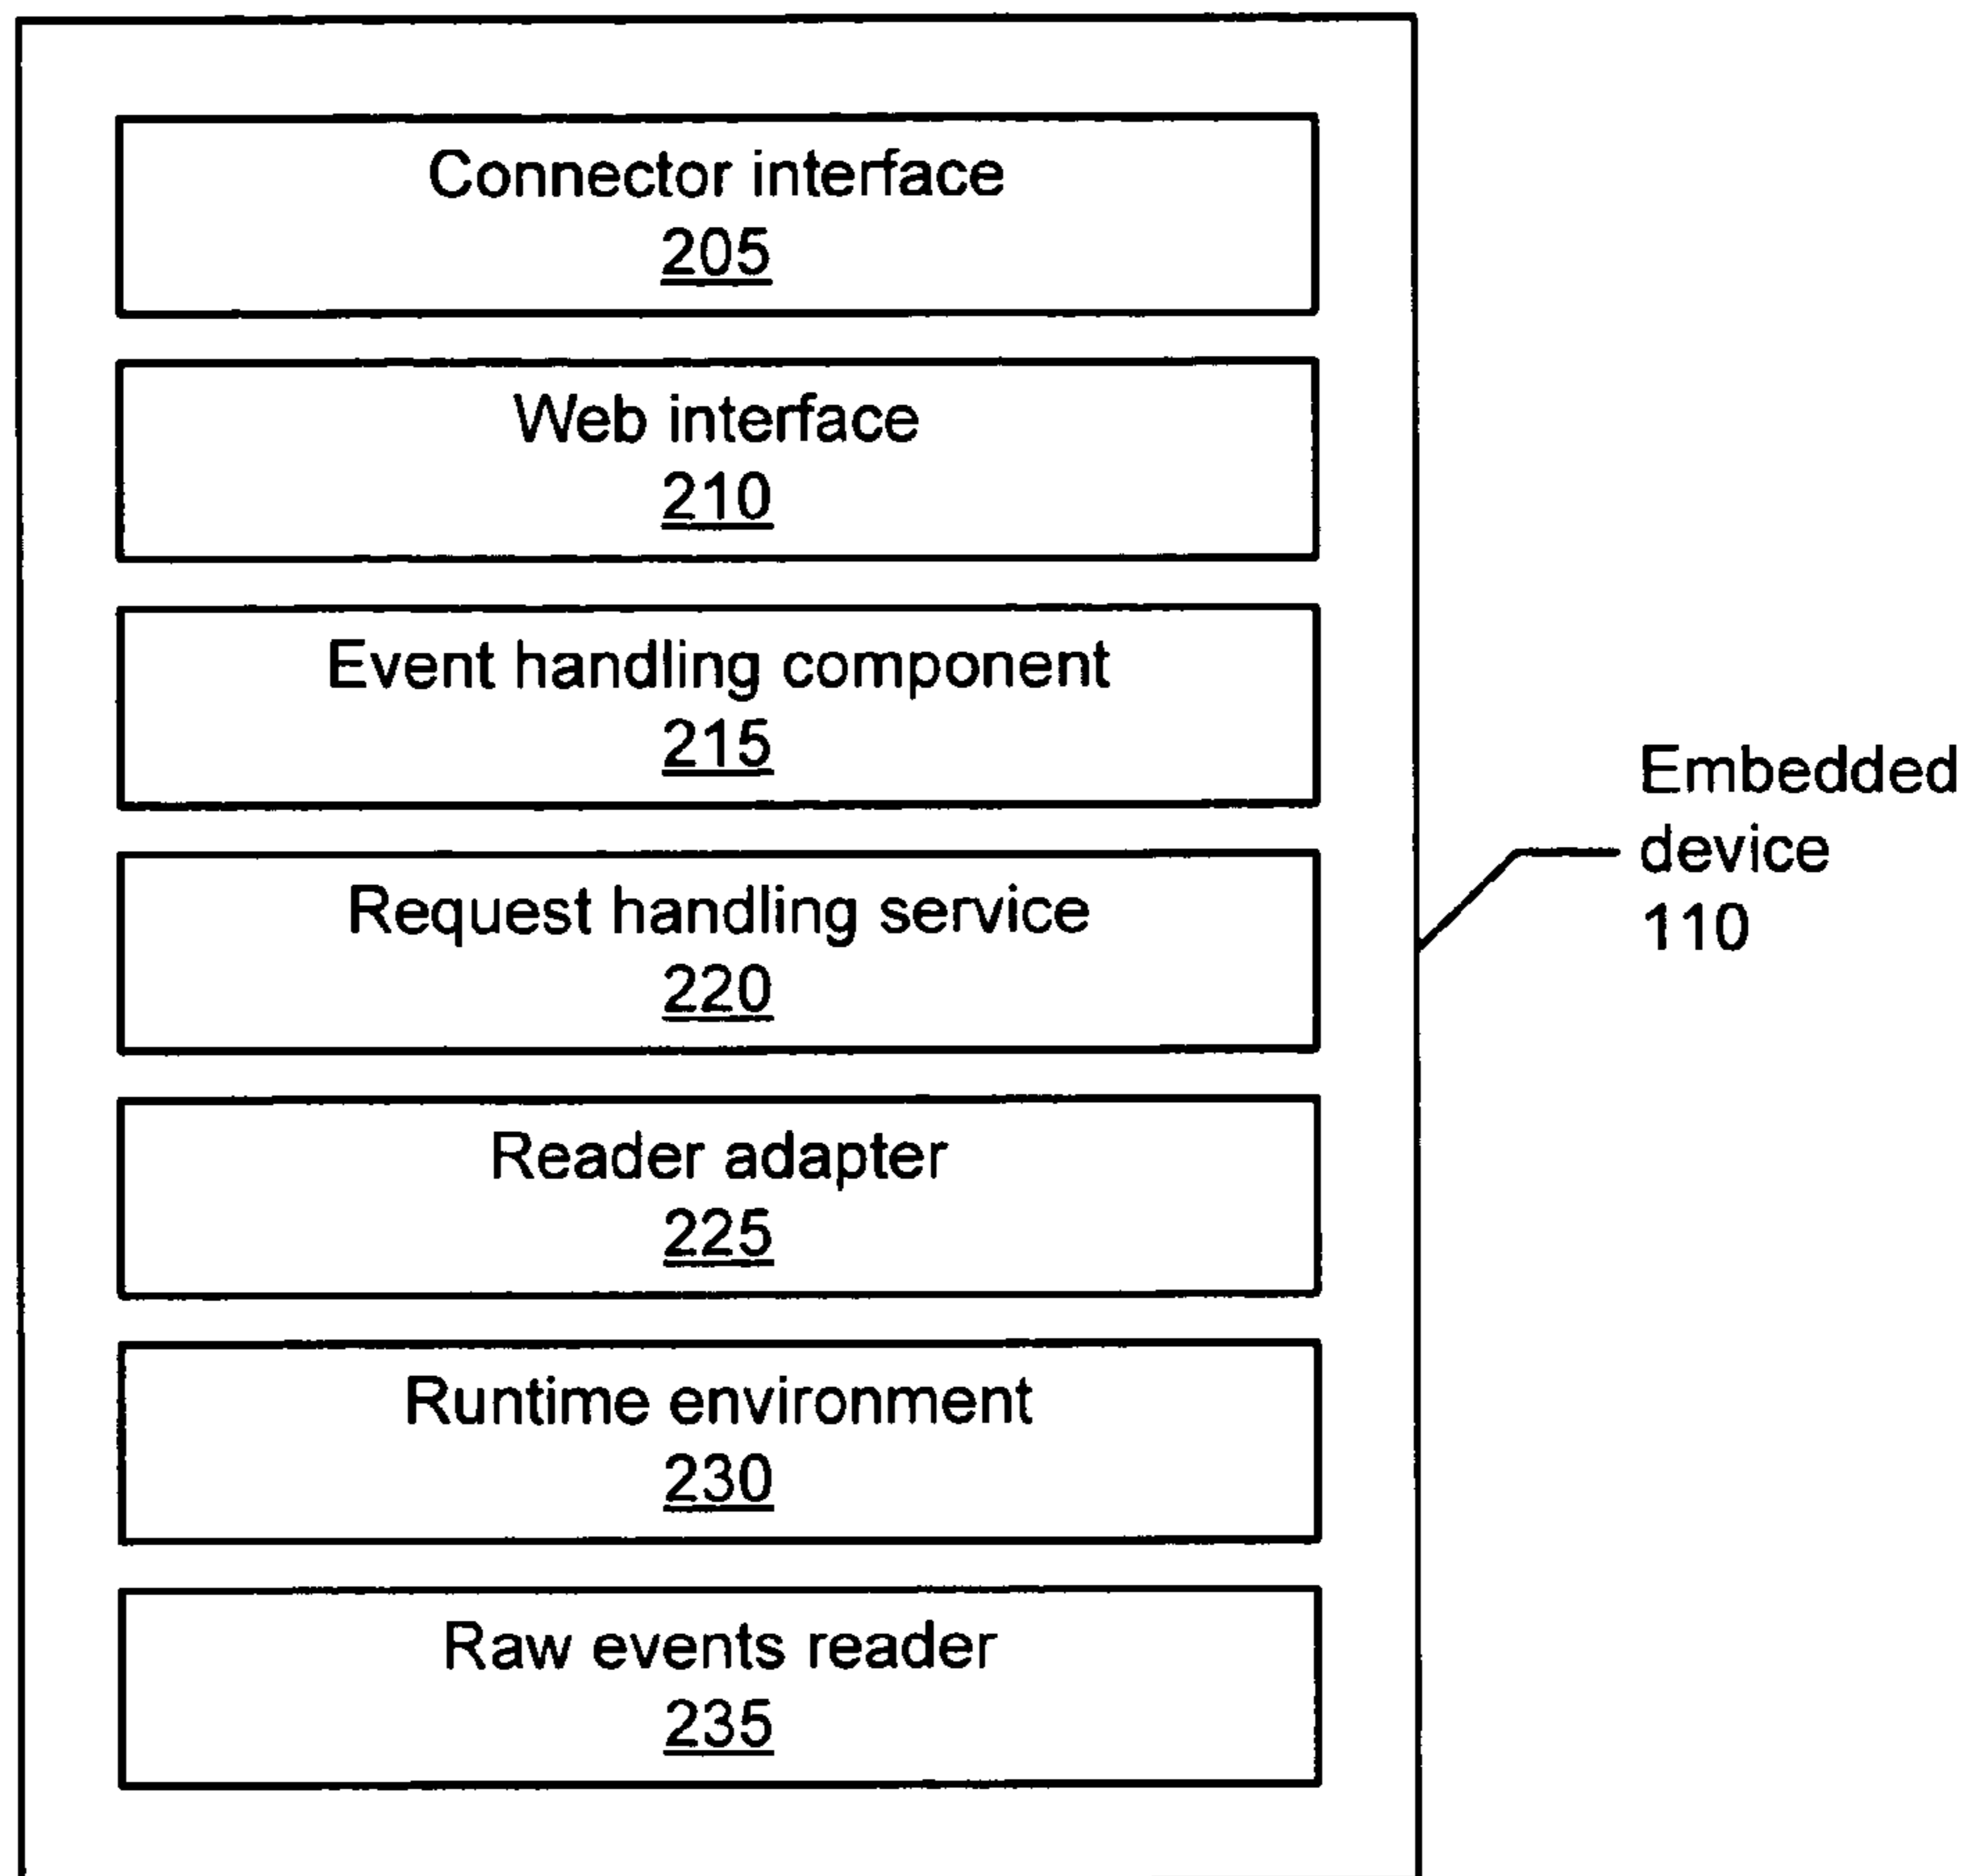 Connector interface
205
Web interface
210
Event handling component
215
Request handling service
220
Reader adapter
225
Runtime environment
230
Raw events reader
235
Embedded
device
110